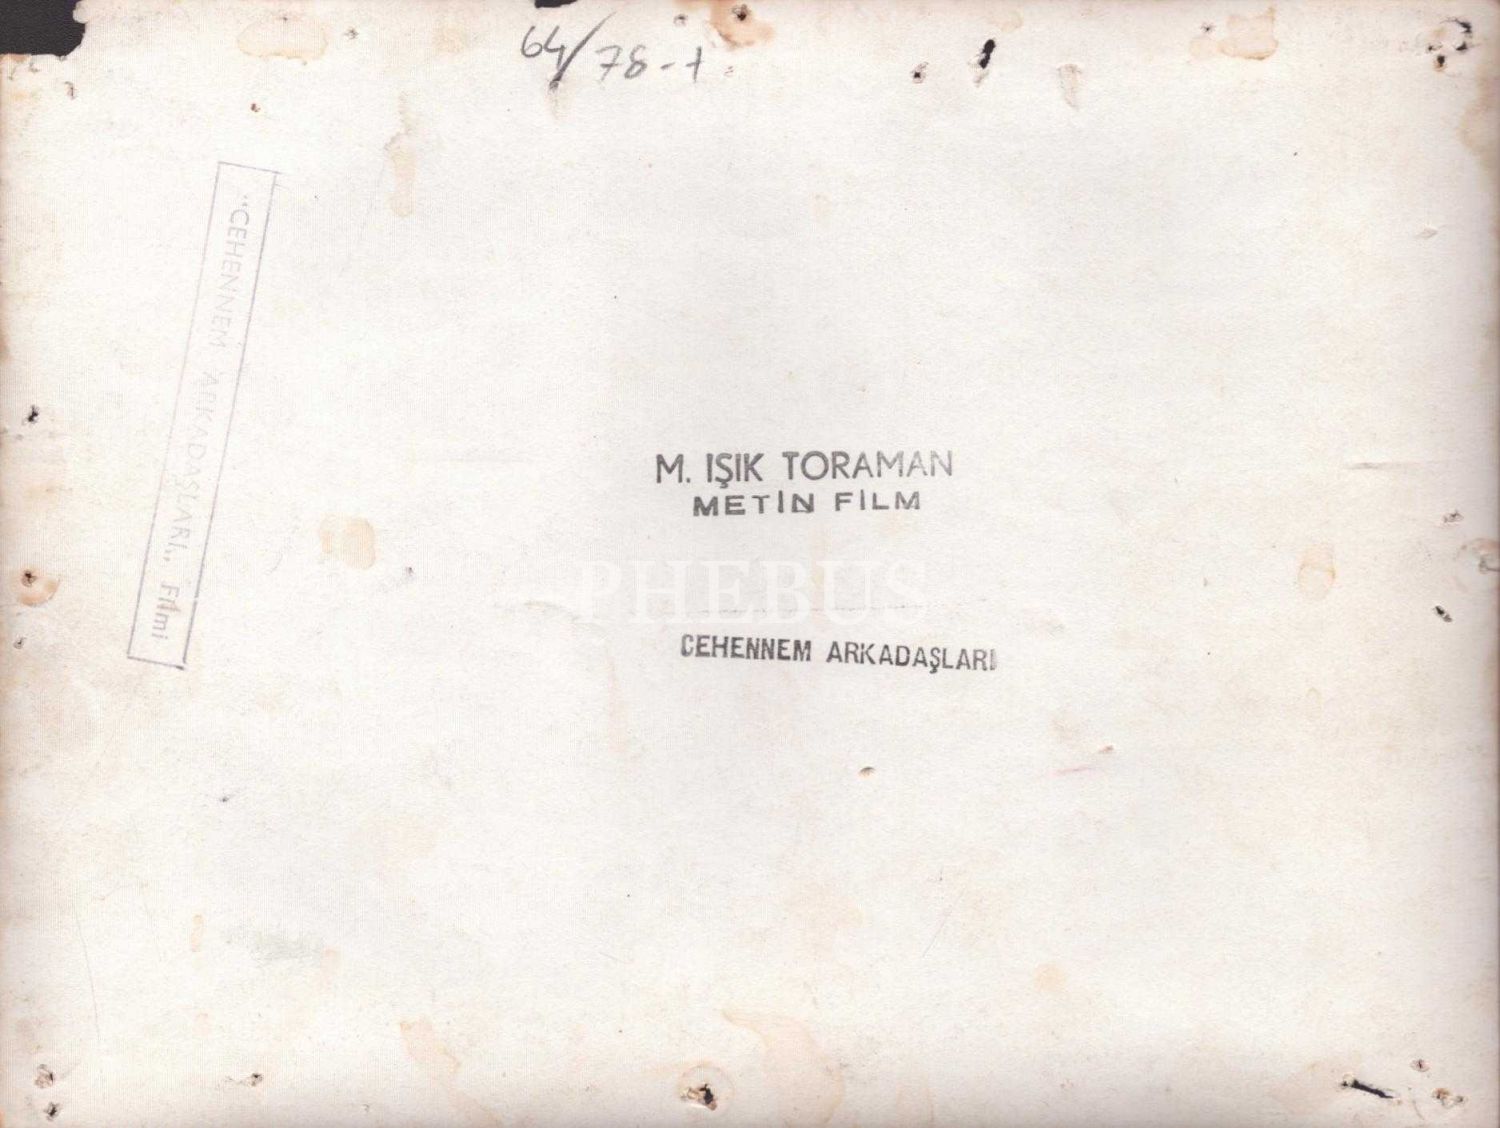 64/78-1
"CEHENNEM ARKADAŞLARI,, Filmi
M. IŞIK TORAMAN
METİN FİLM
PHEBUS
CEHENNEM ARKADAŞLARI